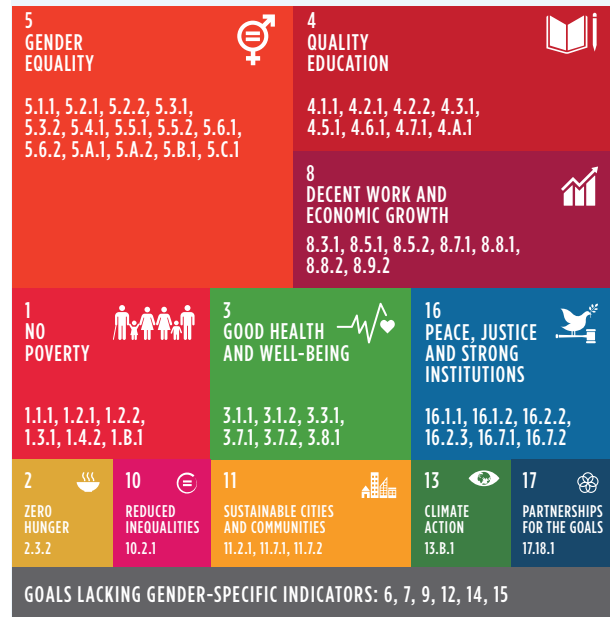 5
GENDER
EQUALITY
5.1.1, 5.2.1, 5.2.2, 5.3.1,
5.3.2, 5.4.1, 5.5.1, 5.5.2, 5.6.1,
5.6.2, 5.A.1, 5.A.2, 5.B.1, 5.C.1
4
QUALITY
EDUCATION
4.1.1, 4.2.1, 4.2.2, 4.3.1,
4.5.1, 4.6.1, 4.7.1, 4.A.1
8
DECENT WORK AND
ECONOMIC GROWTH
8.3.1, 8.5.1, 8.5.2, 8.7.1, 8.8.1,
8.8.2, 8.9.2
1
NO
POVERTY
1.1.1, 1.2.1, 1.2.2,
1.3.1, 1.4.2, 1.B.1
3
GOOD HEALTH
AND WELL-BEING
3.1.1, 3.1.2, 3.3.1,
3.7.1, 3.7.2, 3.8.1
16
PEACE, JUSTICE
AND STRONG
INSTITUTIONS
16.1.1, 16.1.2, 16.2.2,
16.2.3, 16.7.1, 16.7.2
2
ZERO
HUNGER
2.3.2
10
REDUCED
INEQUALITIES
10.2.1
11
SUSTAINABLE CITIES
AND COMMUNITIES
11.2.1, 11.7.1, 11.7.2
13
CLIMATE
ACTION
13.B.1
17
PARTNERSHIPS
FOR THE GOALS
17.18.1
GOALS LACKING GENDER-SPECIFIC INDICATORS: 6, 7, 9, 12, 14, 15